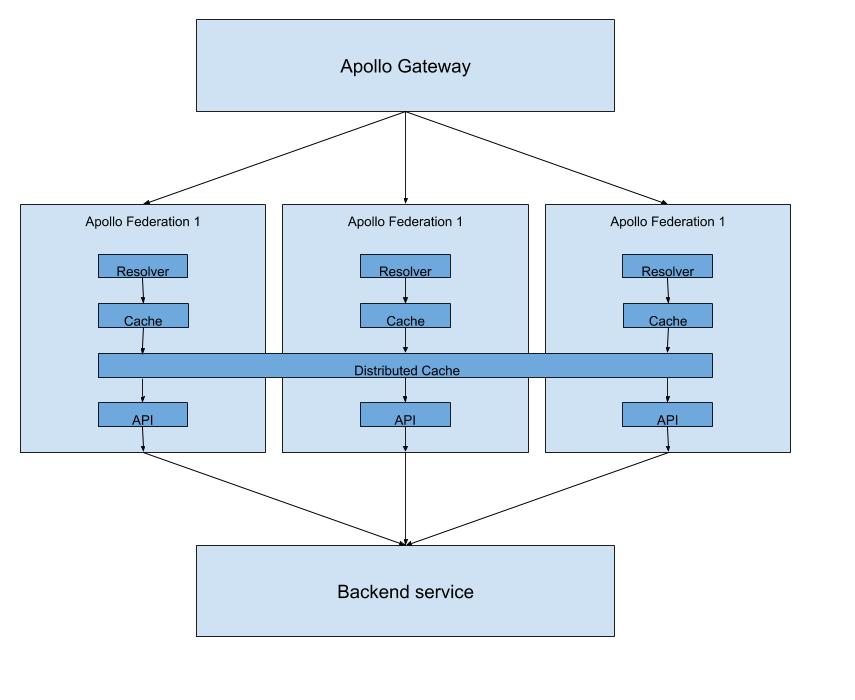 Apollo Gateway
Apollo Federation 1
Apollo Federation 1
Apollo Federation 1
Resolver
Resolver
Resolver
Cache
Cache
Cache
Distributed Cache
API
API
API
Backend service